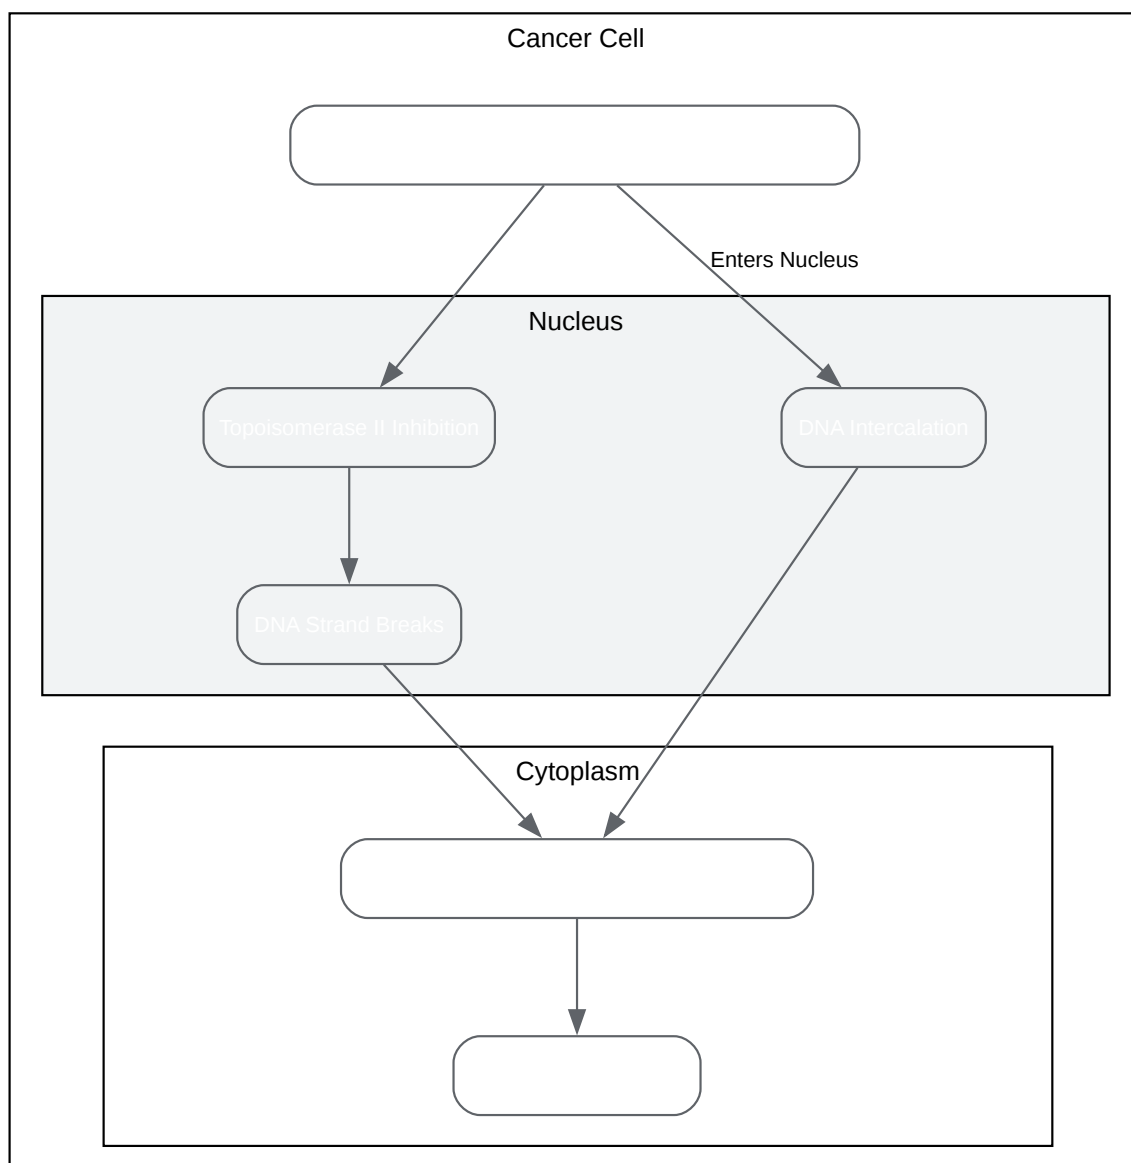 Cancer Cell
Enters Nucleus
Nucleus
Topoisomerase II Inhibition
DNA Intercalation
DNA Strand Breaks
Cytoplasm